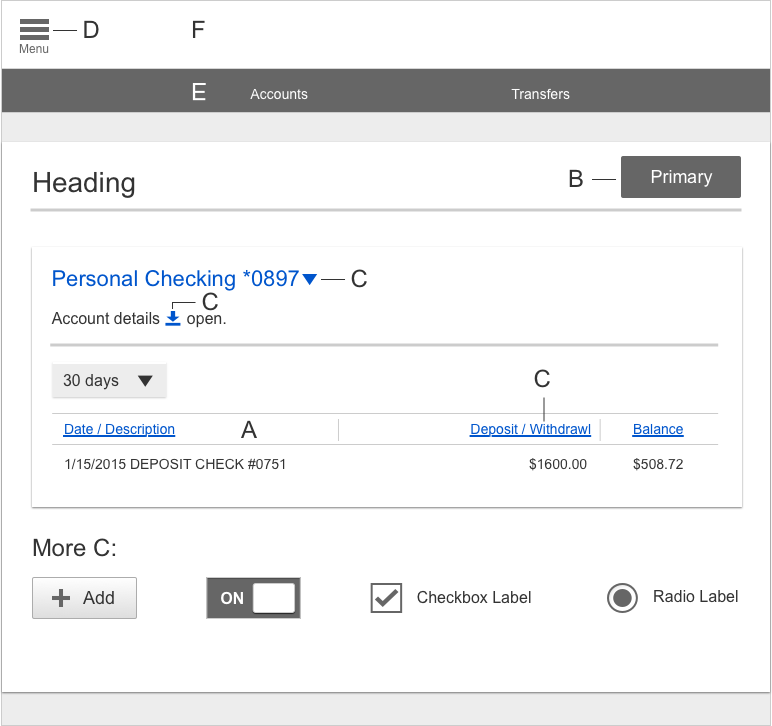 D
F
Menu
E
Accounts
Transfers
Heading
B
Primary
Personal Checking *0897
C
C
Account details open.
30 days
C
Date / Description
A
Deposit / Withdrawl
Balance
1/15/2015 DEPOSIT CHECK #0751
$1600.00
$508.72
More C:
Add
ON
Checkbox Label
Radio Label